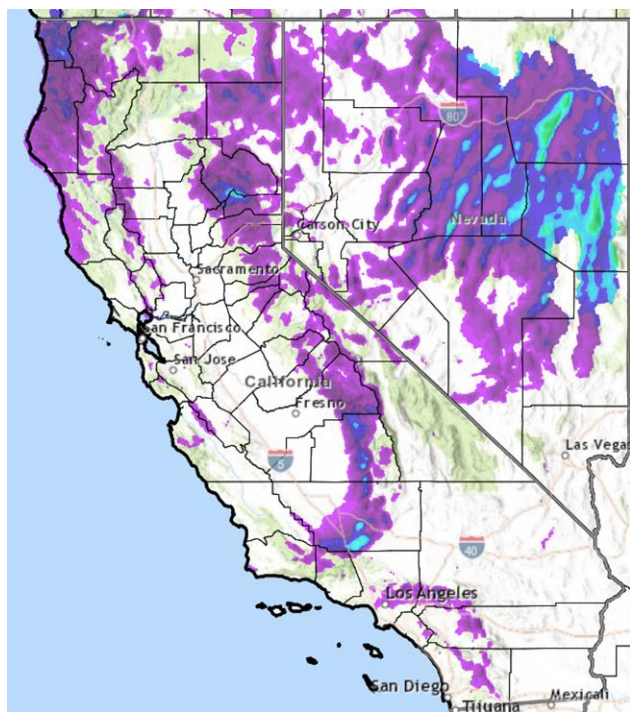 80
Nevada
Carson City
Sacramento
San Francisco
San Jose
California
Fresno
5
Las Vegas
40
Los Angeles
San Diego
Tijuana
Mexicali